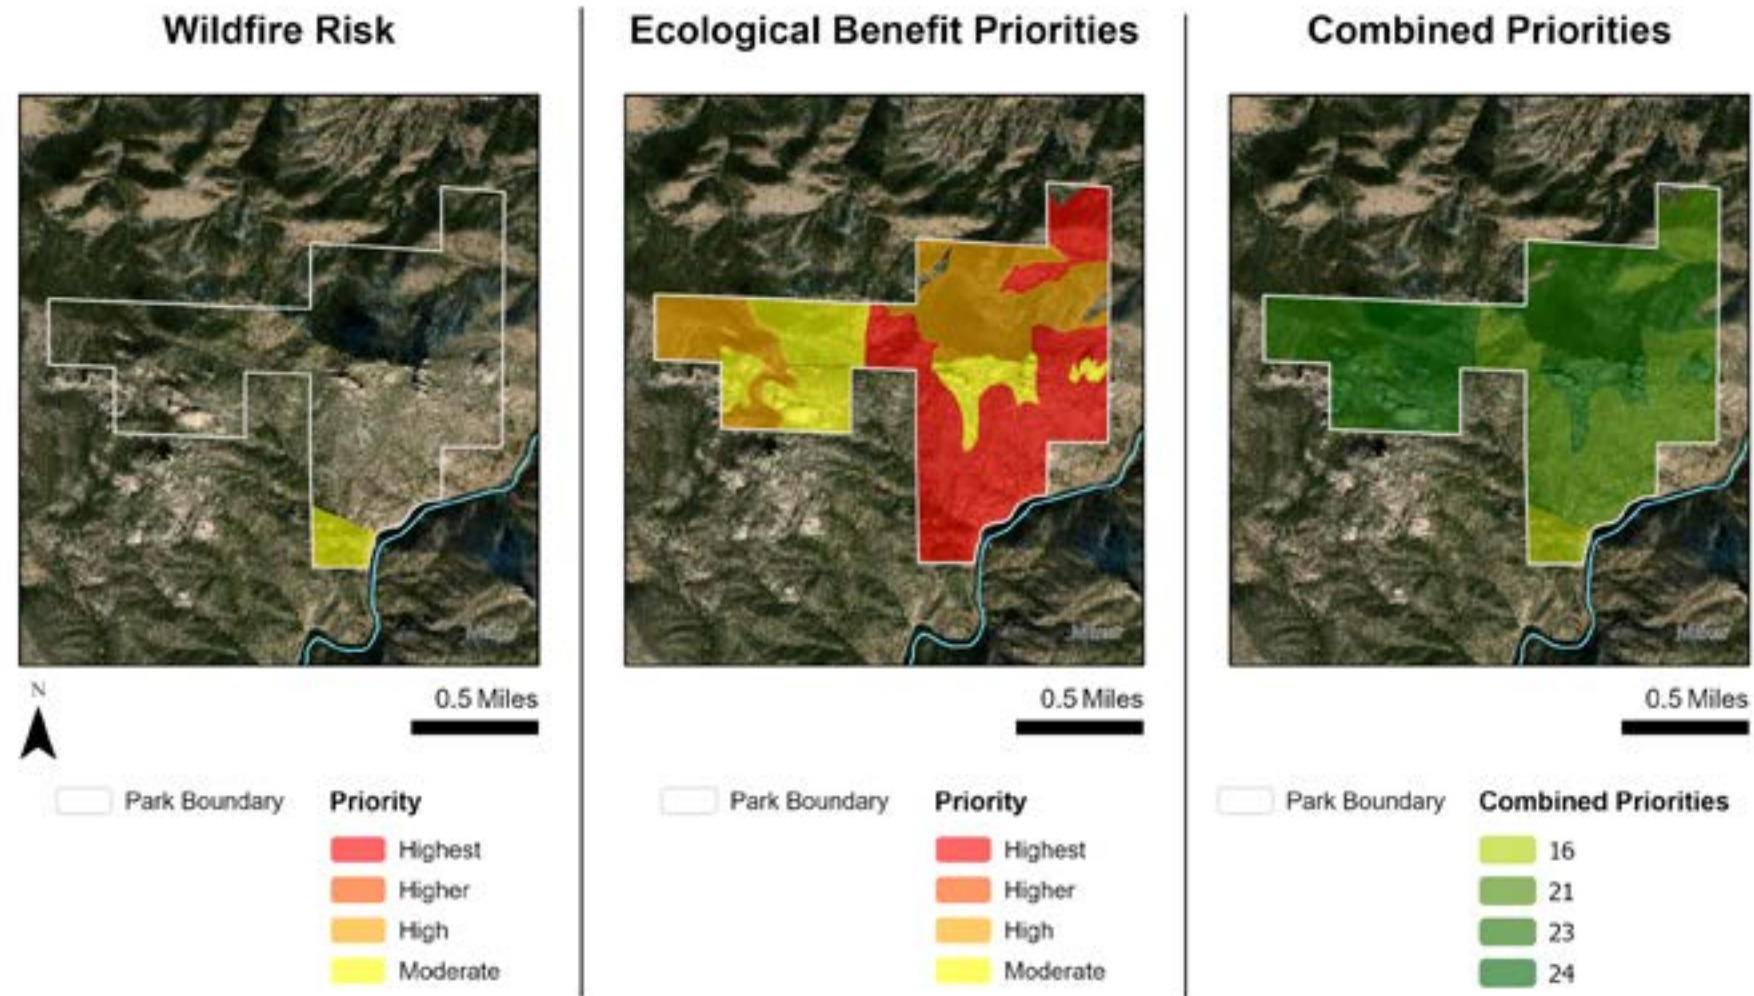 Wildfire Risk
Ecological Benefit Priorities
Combined Priorities
N
0.5 Miles
0.5 Miles
0.5 Miles
Park Boundary
Priority
Highest
Higher
High
Moderate
Park Boundary
Priority
Highest
Higher
High
Moderate
Park Boundary
Combined Priorities
16
21
23
24